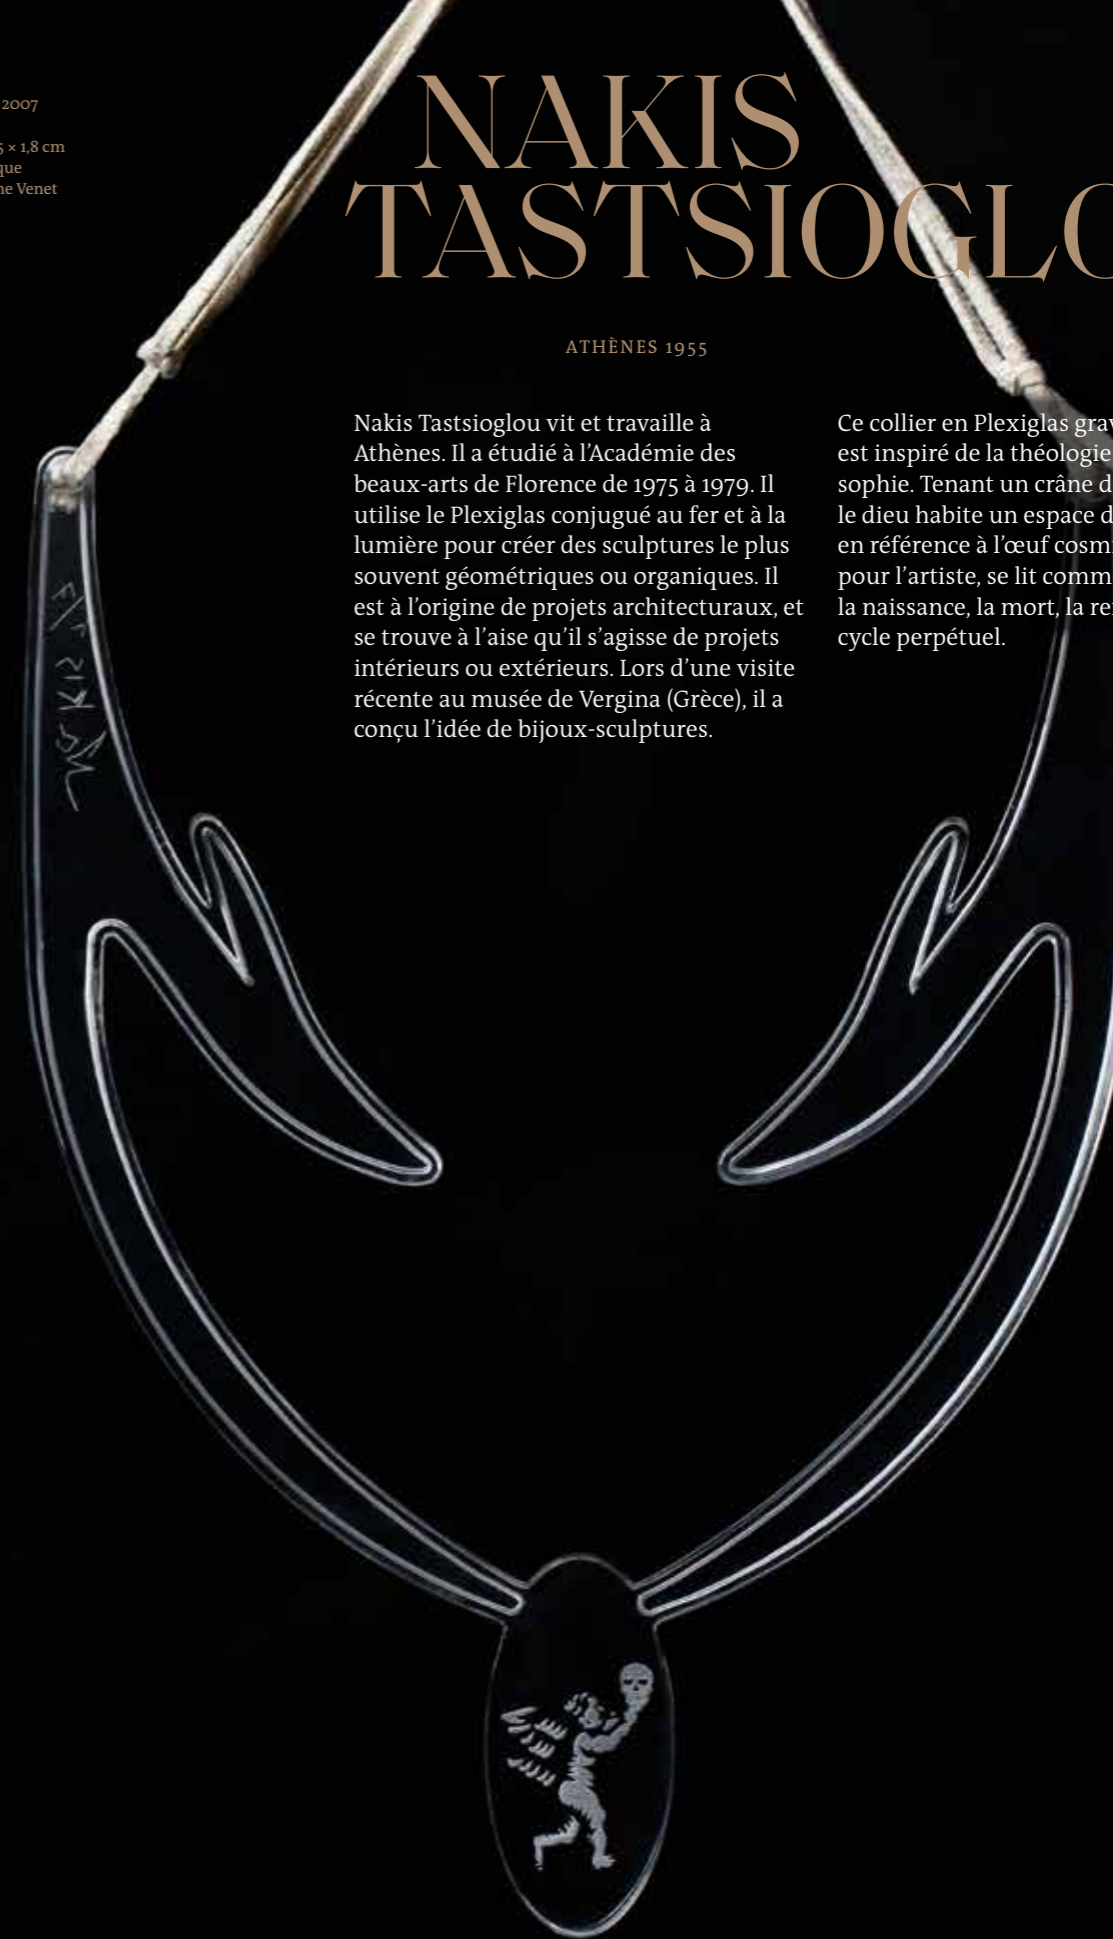 2007
× 1,8 cm
Venet
NAKIS
TASTSIOGLO
ATHÈNES 1955
Nakis Tastsioglou vit et travaille à
Athènes. Il a étudié à l’Académie des
beaux-arts de Florence de 1975 à 1979. Il
utilise le Plexiglas conjugué au fer et à la
lumière pour créer des sculptures le plus
souvent géométriques ou organiques. Il
est à l’origine de projets architecturaux, et
se trouve à l’aise qu’il s’agisse de projets
intérieurs ou extérieurs. Lors d’une visite
récente au musée de Vergina (Grèce), il a
conçu l’idée de bijoux-sculptures.
Ce collier en Plexiglas grav
est inspiré de la théologie
sophie. Tenant un crâne d
le dieu habite un espace d
en référence à l’œuf cosmi
pour l’artiste, se lit comm
la naissance, la mort, la re
cycle perpétuel.